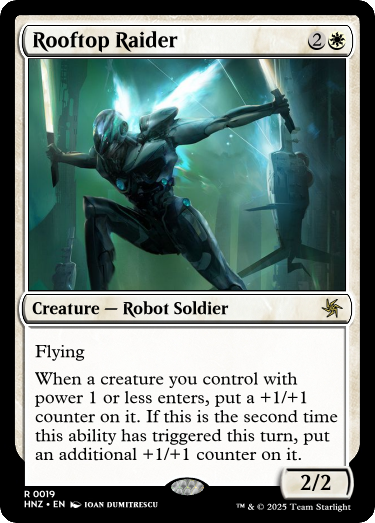 Rooftop Raider 2
Creature — Robot Soldier
Flying
When a creature you control with
power 1 or less enters, put a +1/+1
counter on it. If this is the second time
this ability has triggered this turn, put
an additional +1/+1 counter on it.
2/2
R 0019
HNZ • EN IOAN DUMITRESCU
™ & © 2025 Team Starlight